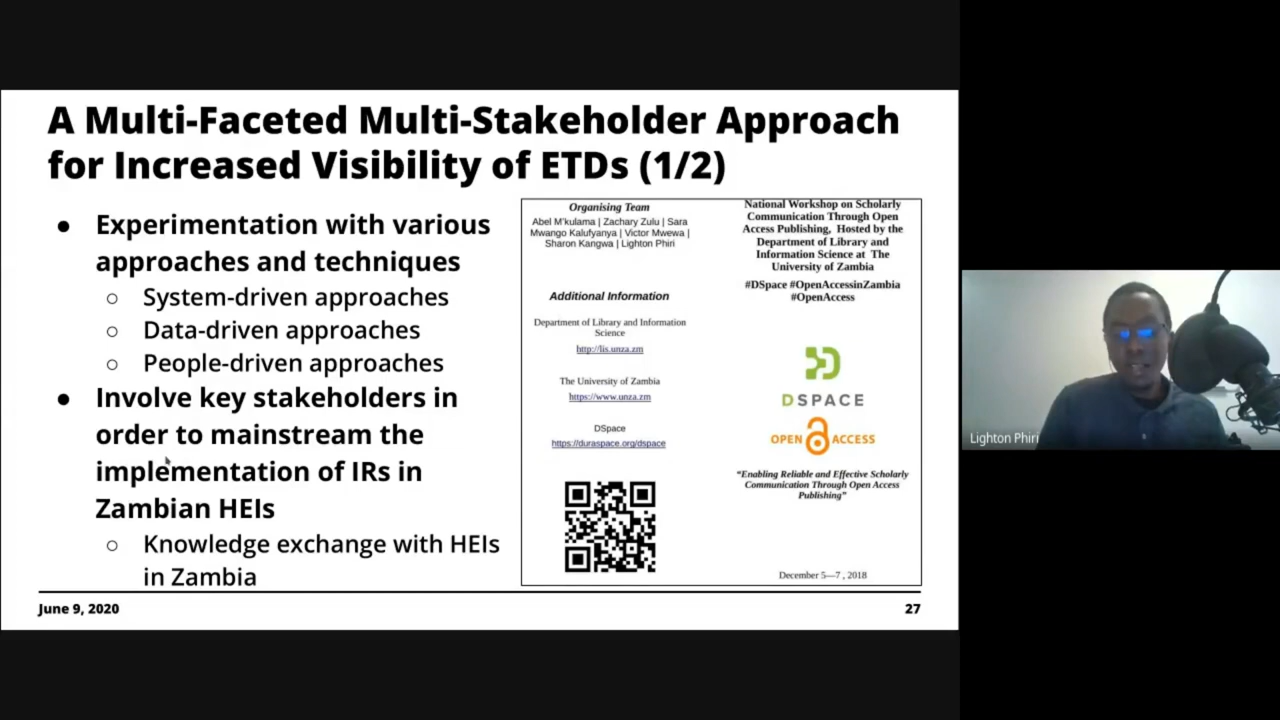 A Multi-Faceted Multi-Stakeholder Approach
for Increased Visibility of ETDs (1/2)
● Experimentation with various
approaches and techniques
○ System-driven approaches
○ Data-driven approaches
○ People-driven approaches
● Involve key stakeholders in
order to mainstream the
implementation of IRs in
Zambian HEIs
○ Knowledge exchange with HEIs
in Zambia
Organising Team
Abel M'kulama | Zachary Zulu | Sara
Mwango Kalufyanya | Victor Mwewa |
Sharon Kangwa | Lighton Phiri
Additional Information
Department of Library and Information
Science
http://lis.unza.zm
The University of Zambia
https://www.unza.zm
DSpace
https://duraspace.org/dspace
National Workshop on Scholarly
Communication Through Open
Access Publishing, Hosted by the
Department of Library and
Information Science at The
University of Zambia
#DSpace #OpenAccessinZambia
#OpenAccess
DSPACE
OPEN ACCESS
“Enabling Reliable and Effective Scholarly
Communication Through Open Access
Publishing”
December 5—7 , 2018
June 9, 2020
27
Lighton Phiri